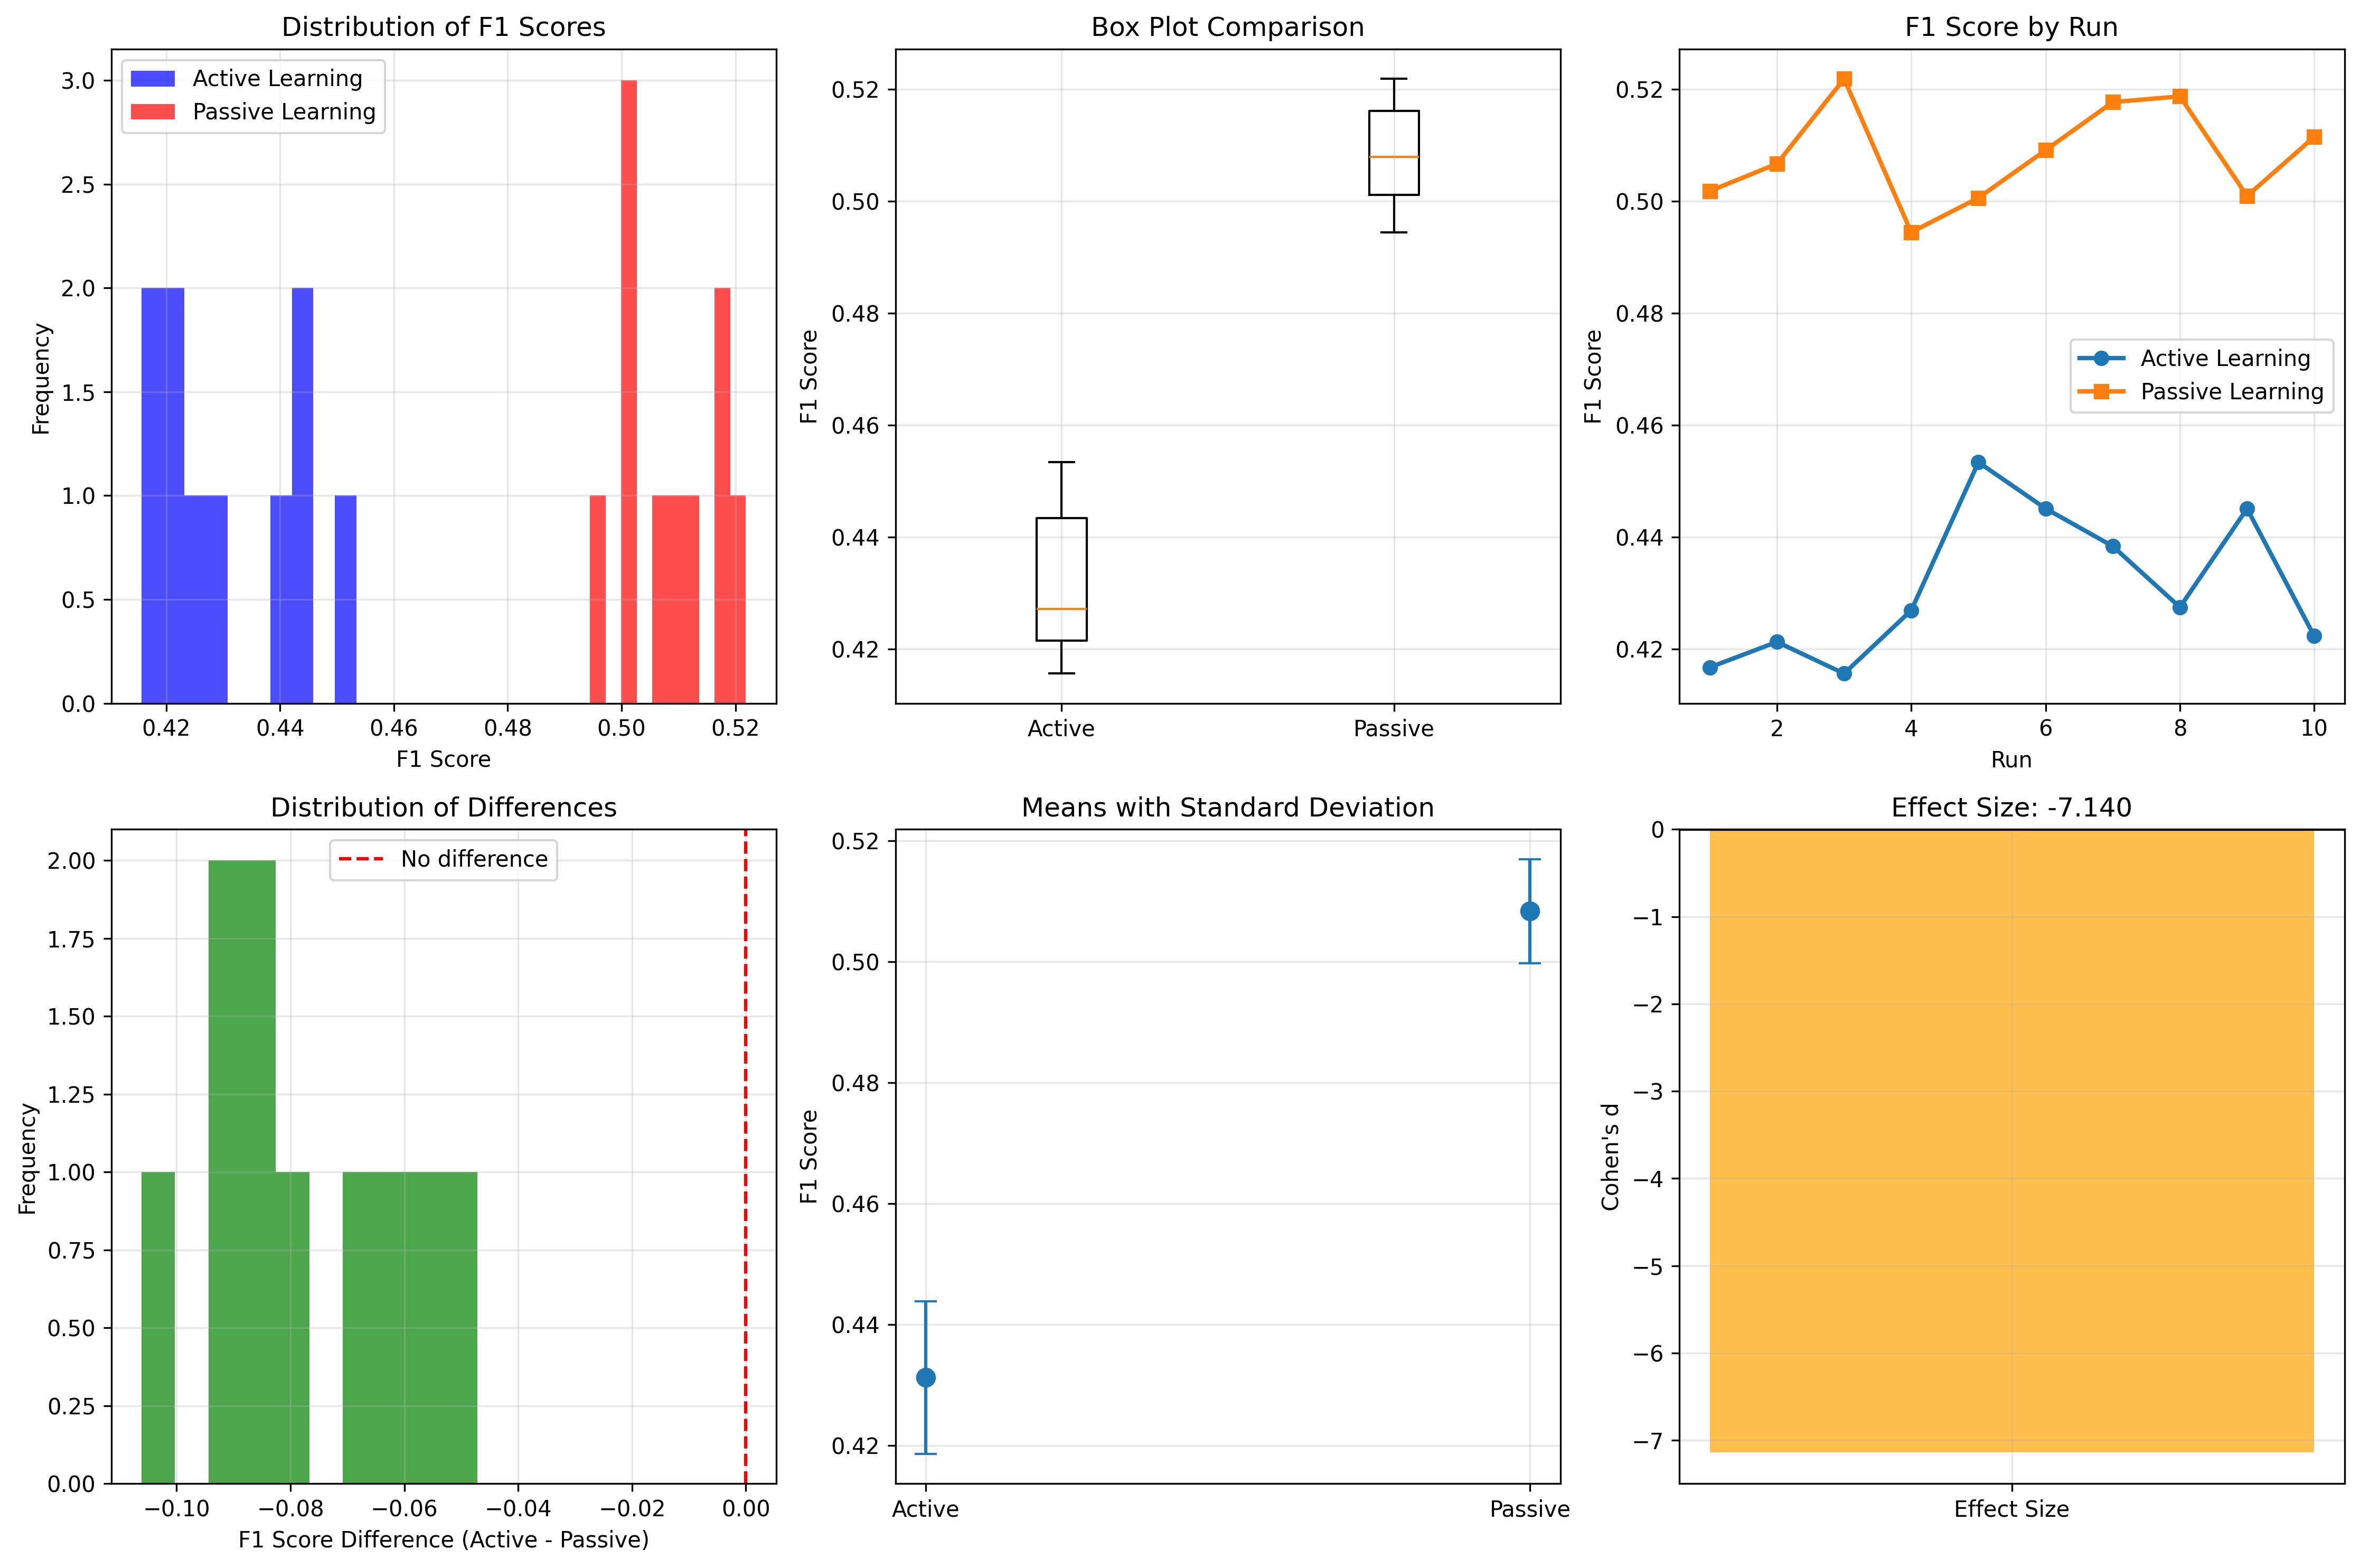 Distribution of F1 Scores
Active Learning
Passive Learning
3.0
2.5
2.0
1.5
1.0
0.5
0.0
Frequency
0.42 0.44 0.46 0.48 0.50 0.52
F1 Score
Box Plot Comparison
0.52
0.50
0.48
0.46
0.44
0.42
F1 Score
Active Passive
F1 Score by Run
0.52
0.50
0.48
0.46
0.44
0.42
F1 Score
Active Learning
Passive Learning
2 4 6 8 10
Run
Distribution of Differences
No difference
2.00
1.75
1.50
1.25
1.00
0.75
0.50
0.25
0.00
Frequency
−0.10 −0.08 −0.06 −0.04 −0.02 0.00
F1 Score Difference (Active - Passive)
Means with Standard Deviation
0.52
0.50
0.48
0.46
0.44
0.42
F1 Score
Active Passive
Effect Size: -7.140
0
−1
−2
−3
−4
−5
−6
−7
Cohen's d
Effect Size